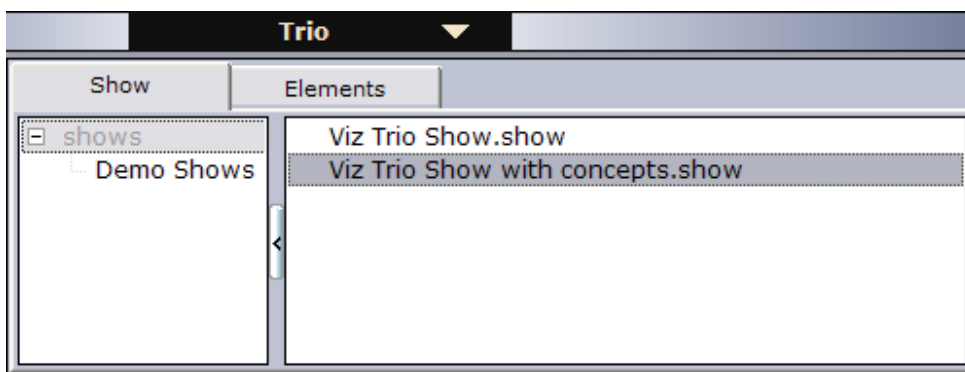 Trio
Show
Elements
shows
Demo Shows
Viz Trio Show.show
Viz Trio Show with concepts.show